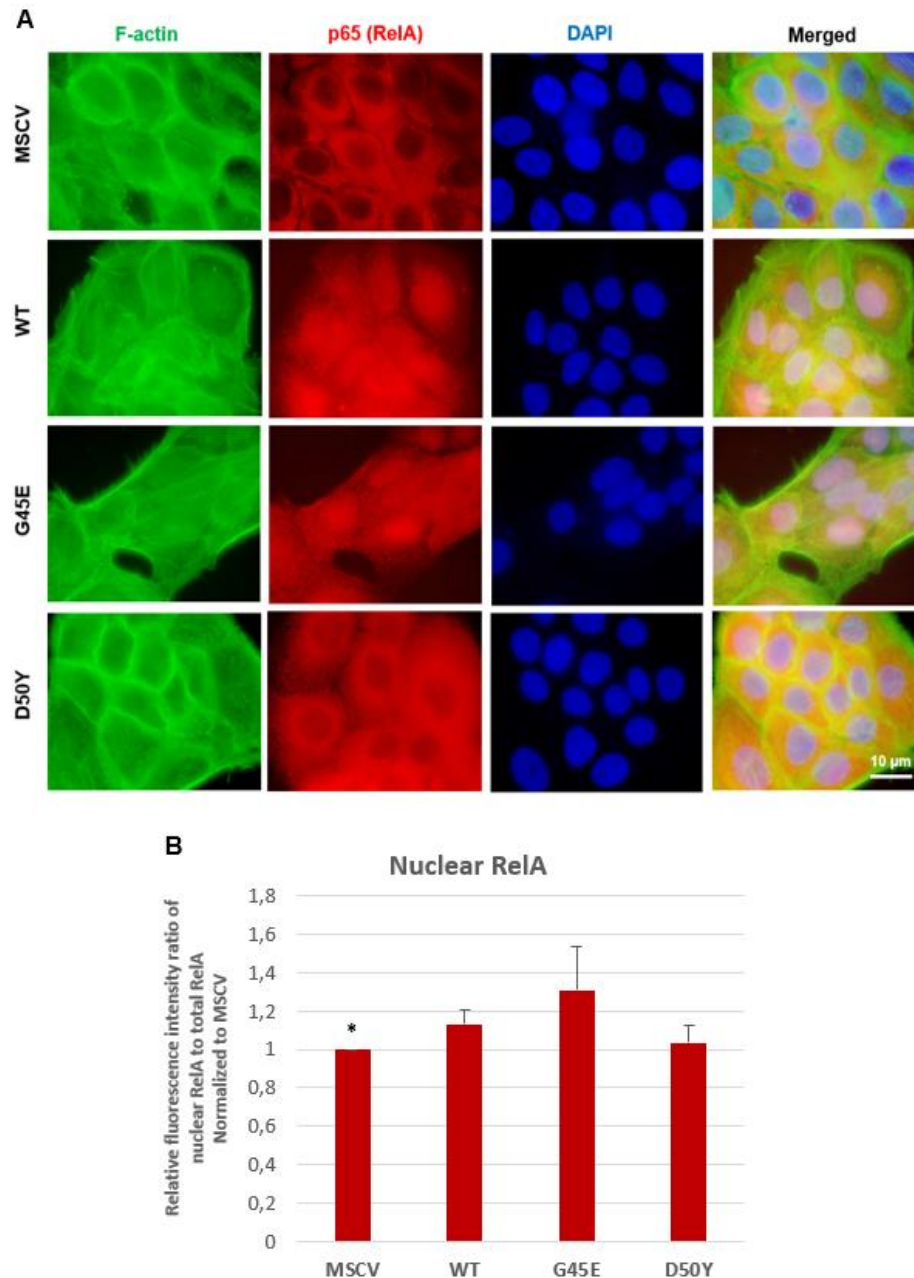 A
F-actin
p65 (RelA)
DAPI
Merged
MSCV
WT
G45E
D50Y
10 µm
B
Nuclear RelA
Relative fluorescence intensity ratio of
nuclear RelA to total RelA
Normalized to MSCV
1,8
1,6
1,4
1,2
1
0,8
0,6
0,4
0,2
0
*
MSCV
WT
G45E
D50Y